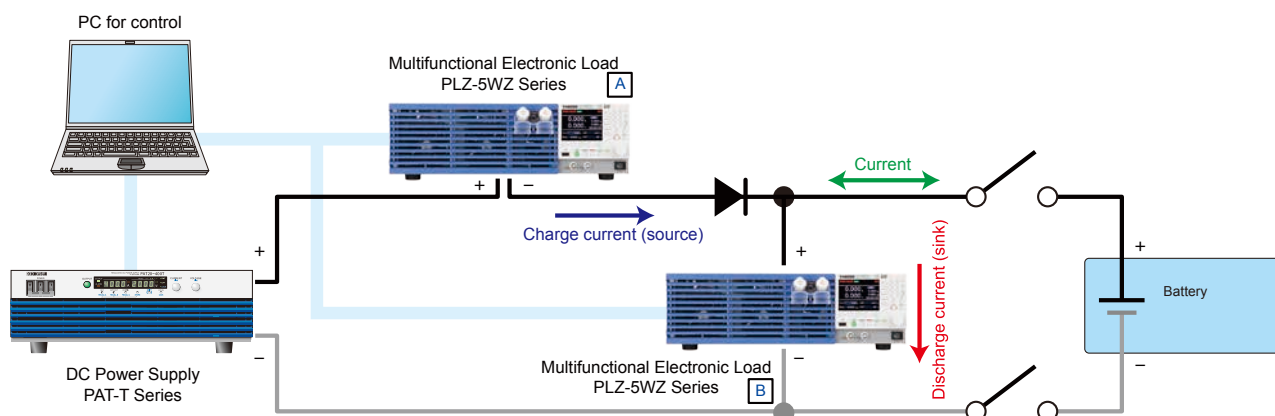 PC for control
Multifunctional Electronic Load
PLZ-5WZ Series
A
+
−
Current
Charge current (source)
+
+
Discharge current (sink)
+
Battery
−
−
−
DC Power Supply
PAT-T Series
Multifunctional Electronic Load
PLZ-5WZ Series
B